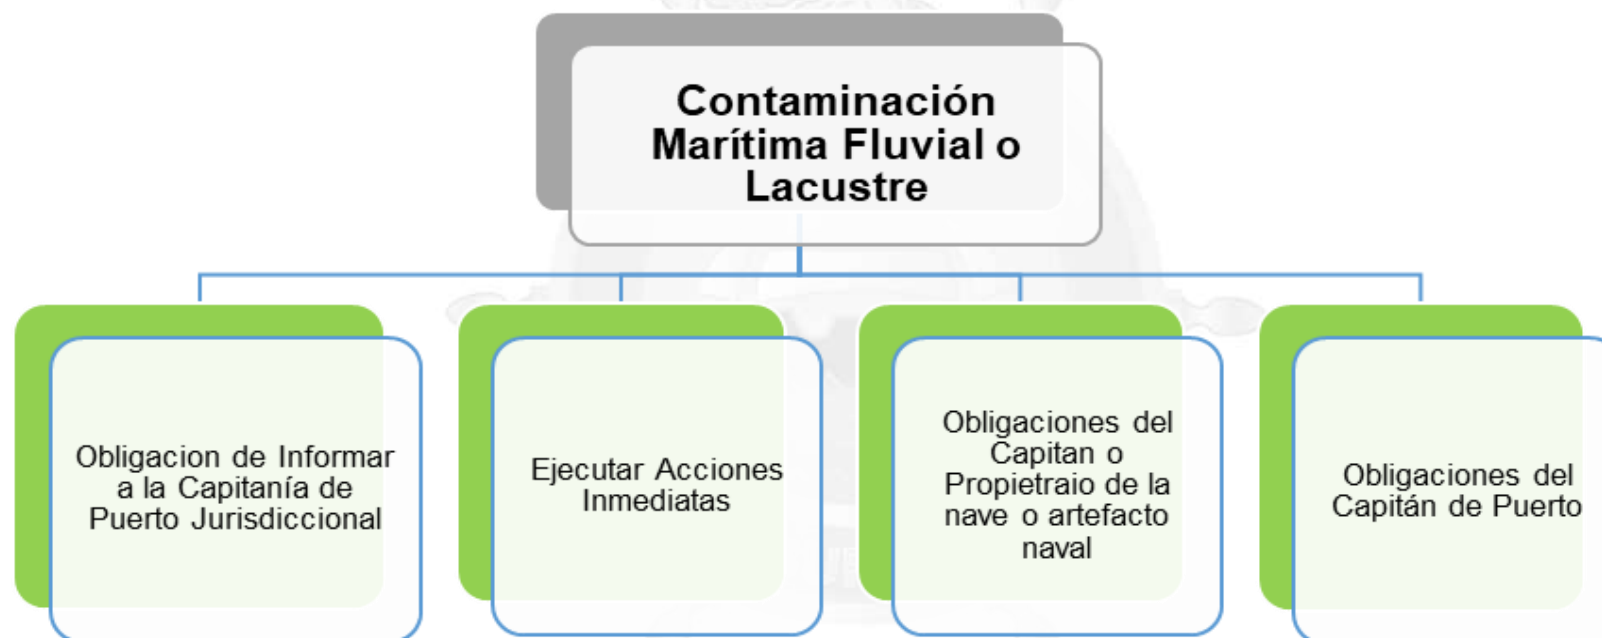 Contaminación
Marítima Fluvial o
Lacustre
Obligacion de Informar
a la Capitanía de
Puerto Jurisdiccional
Ejecutar Acciones
Inmediatas
Obligaciones del
Capitan o
Propietraio de la
nave o artefacto
naval
Obligaciones del
Capitán de Puerto